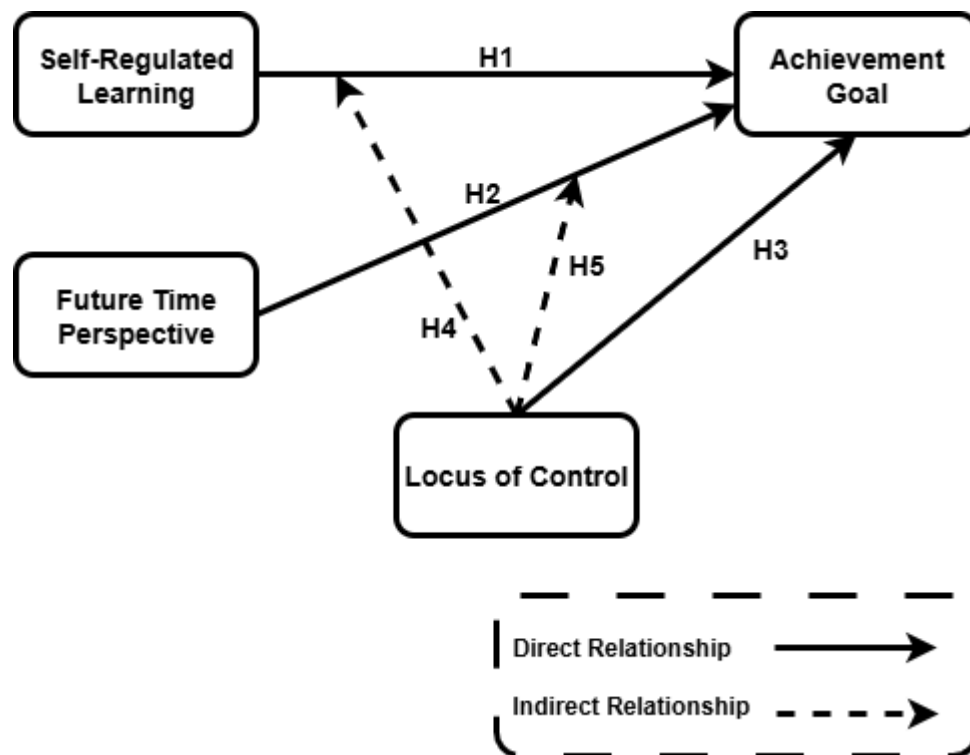 Self-Regulated
Learning
H1
Achievement
Goal
H2
H3
Future Time
Perspective
H4
H5
Locus of Control
Direct Relationship
Indirect Relationship